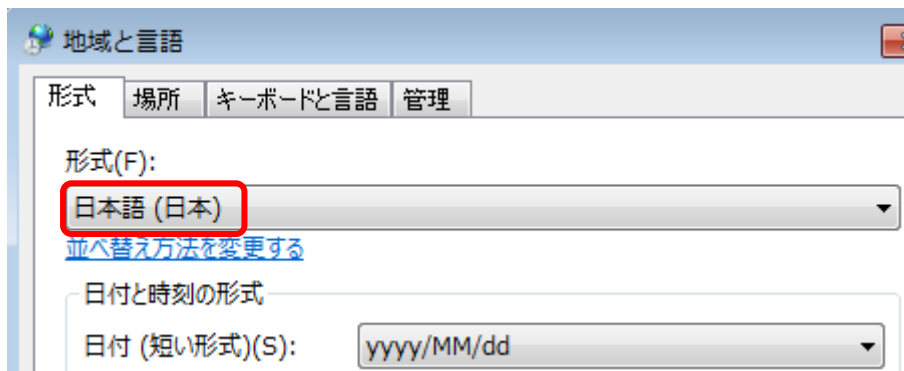 地域と言語
形式 場所 キーボードと言語 管理
形式(F):
日本語 (日本)
並べ替え方法を変更する
日付と時刻の形式
日付 (短い形式)(S): yyyy/MM/dd